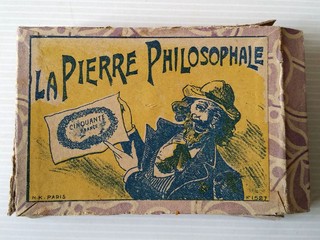 LA PIERRE PHILOSOPHALE
CINQUANTE
FRANCS
N.K. PARIS